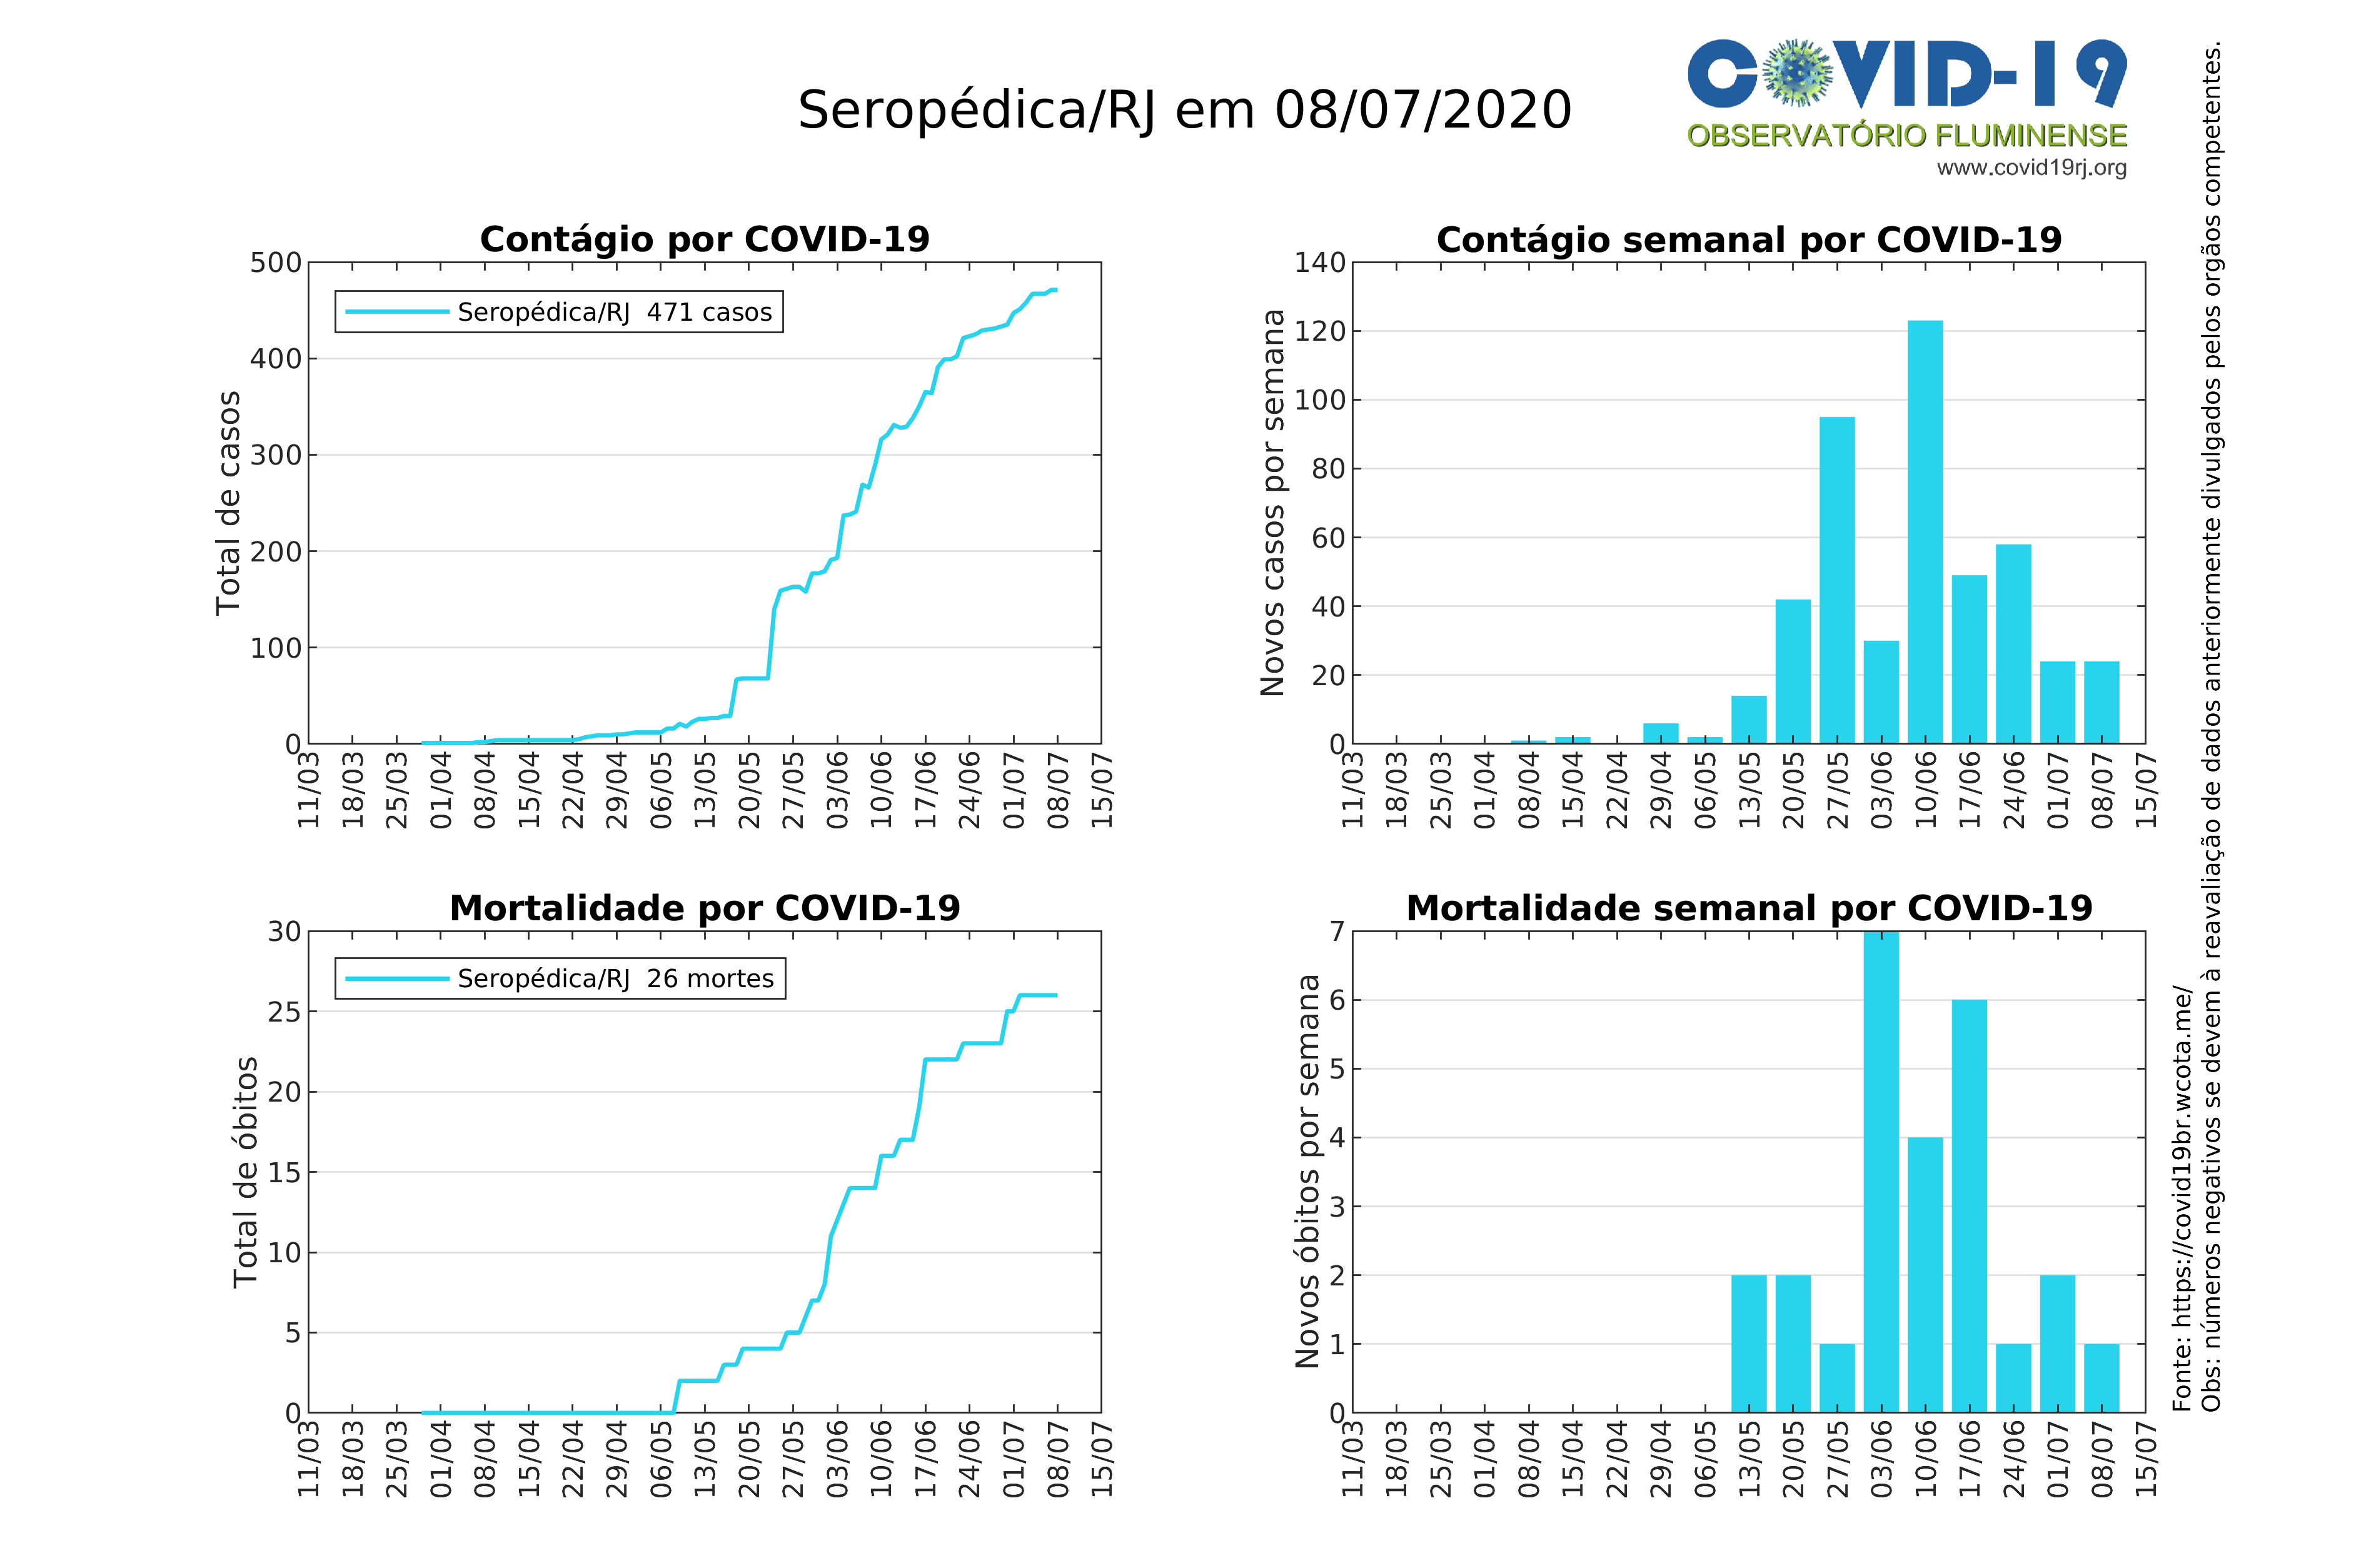 Seropédica/RJ em 08/07/2020
COVID-19
OBSERVATÓRIO FLUMINENSE
www.covid19rj.org
Contágio por COVID-19
Total de casos
500
400
300
200
100
0
Seropédica/RJ 471 casos
11/03 18/03 25/03 01/04 08/04 15/04 22/04 29/04 06/05 13/05 20/05 27/05 03/06 10/06 17/06 24/06 01/07 08/07 15/07
Contágio semanal por COVID-19
Novos casos por semana
140
120
100
80
60
40
20
0
11/03 18/03 25/03 01/04 08/04 15/04 22/04 29/04 06/05 13/05 20/05 27/05 03/06 10/06 17/06 24/06 01/07 08/07 15/07
Mortalidade por COVID-19
Total de óbitos
30
25
20
15
10
5
0
Seropédica/RJ 26 mortes
11/03 18/03 25/03 01/04 08/04 15/04 22/04 29/04 06/05 13/05 20/05 27/05 03/06 10/06 17/06 24/06 01/07 08/07 15/07
Mortalidade semanal por COVID-19
Novos óbitos por semana
7
6
5
4
3
2
1
0
11/03 18/03 25/03 01/04 08/04 15/04 22/04 29/04 06/05 13/05 20/05 27/05 03/06 10/06 17/06 24/06 01/07 08/07 15/07
Fonte: https://covid19br.wcota.me/
Obs: números negativos se devem à reavaliação de dados anteriormente divulgados pelos orgãos competentes.